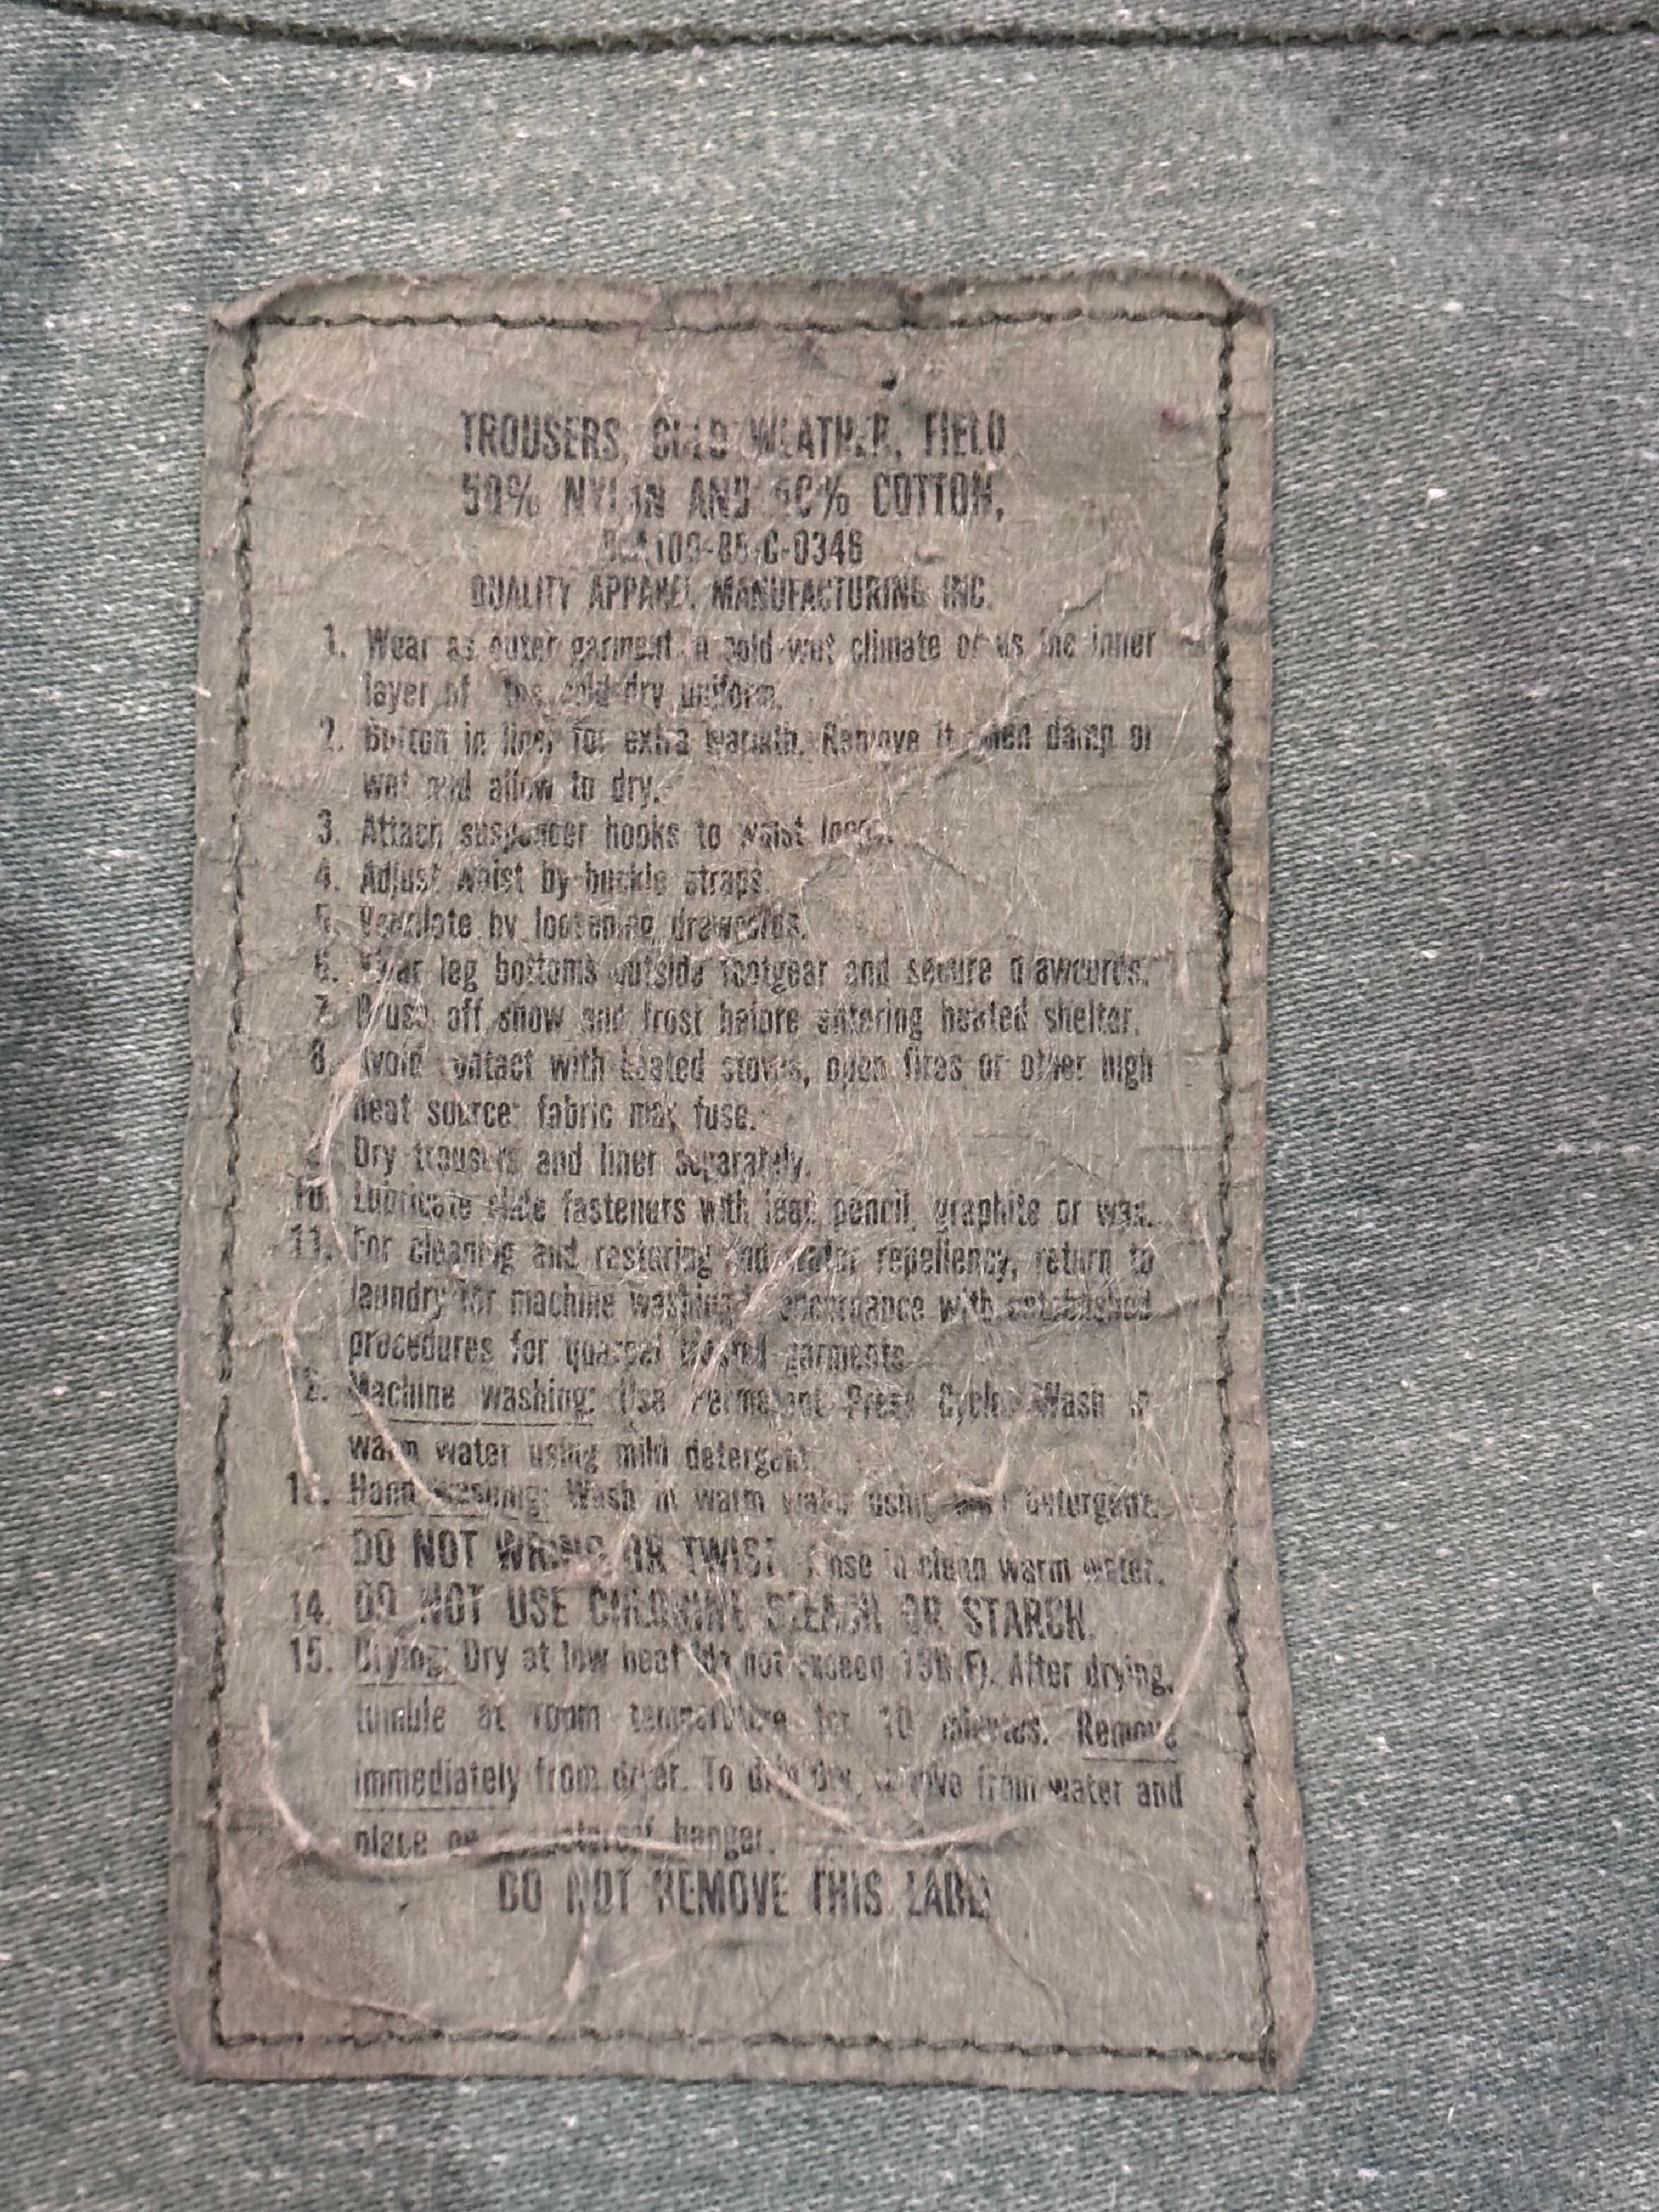 TROUSERS, COLD WEATHER, FIELD
50% NYLON AND 50% COTTON,
QUALITY APPAREL MANUFACTURING INC.
1. Wear as outer garment in cold-wet climate or as the inner
layer of the cold-dry uniform.
2. Button in liner for extra warmth. Remove it when damp or
wet and allow to dry.
3. Attach suspender hooks to waist loops.
4. Adjust waist by buckle straps.
5. Ventilate by loosening drawcords.
6. Wear leg bottoms outside footgear and secure drawcords.
7. Brush off snow and frost before entering heated shelter.
8. Avoid contact with heated stoves, open fires or other high
heat source; fabric may fuse.
9. Dry trousers and liner separately.
10. Lubricate slide fasteners with lead pencil, graphite or wax.
11. For cleaning and restoring and water repellency, return to
laundry for machine washing in accordance with established
procedures for quarpel treated garments.
12. Machine washing: Use Permanent Press Cycle. Wash in
warm water using mild detergent.
13. Hand washing: Wash in warm water using mild detergent.
DO NOT WRING OR TWIST. Rinse in clean warm water.
14. DO NOT USE CHLORINE BLEACH OR STARCH.
15. Drying: Dry at low heat (do not exceed F). After drying,
tumble at room temperature for 10 minutes. Remove
immediately from dryer. To drip dry, remove from water and
place on hanger.
DO NOT REMOVE THIS LABEL